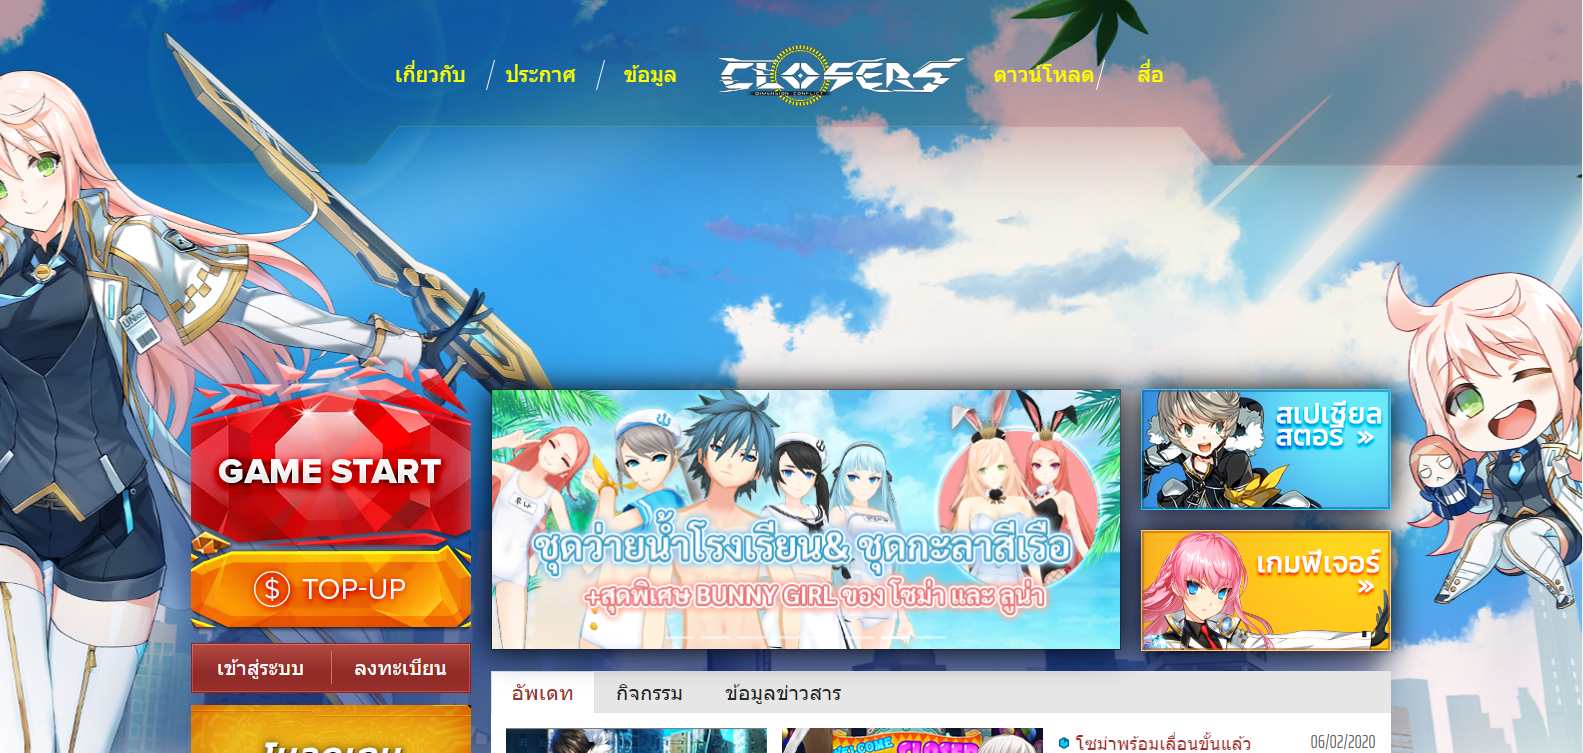 เกี่ยวกับ
ประกาศ
ข้อมูล
CLOSERS
DIMENSION CONFLICT
ดาวน์โหลด
สื่อ
UNION
GAME START
$ TOP-UP
เข้าสู่ระบบ
ลงทะเบียน
ชุดว่ายน้ำโรงเรียน& ชุดกะลาสีเรือ
+สุดพิเศษ BUNNY GIRL ของ โซม่า และ ลูน่า
สเปเชียล
สตอรี่ »
เกมฟีเจอร์
»
อัพเดท
กิจกรรม
ข้อมูลข่าวสาร
WELCOME
CLOSER
โซม่าพร้อมเลื่อนขั้นแล้ว
06/02/2020